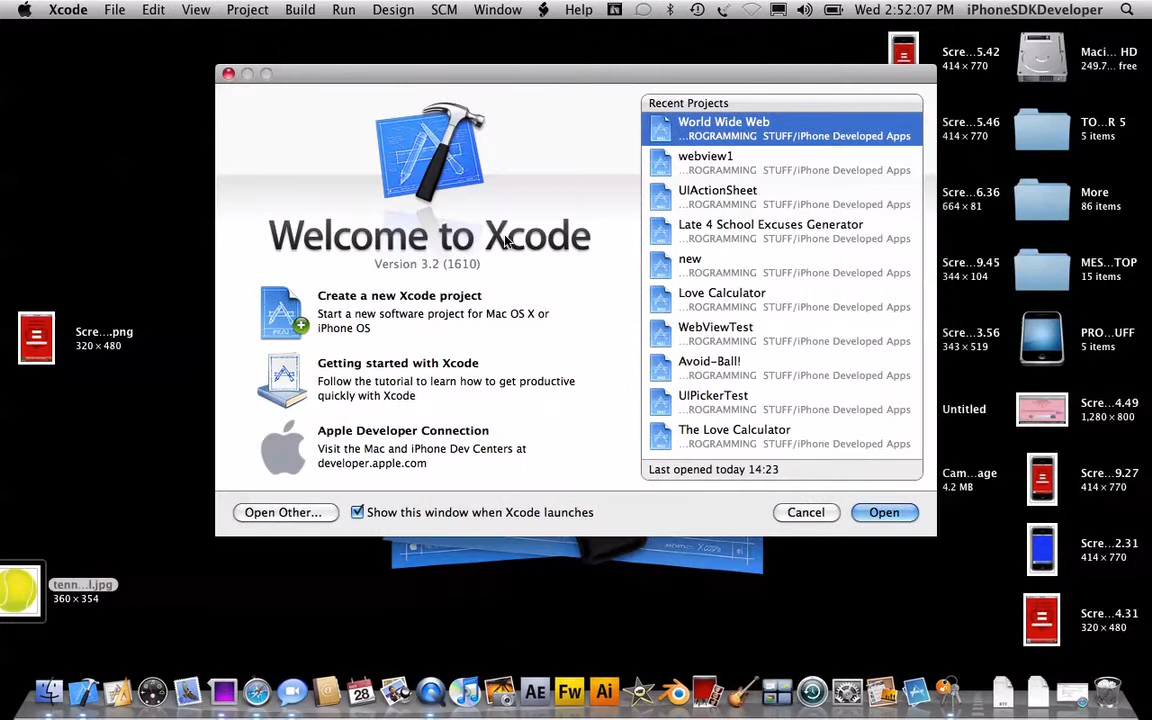 Xcode File Edit View Project Build Run Design SCM Window Help Wed 2:52:07 PM iPhoneSDKDeveloper
Welcome to Xcode
Version 3.2 (1610)
Create a new Xcode project
Start a new software project for Mac OS X or
iPhone OS
Getting started with Xcode
Follow the tutorial to learn how to get productive
quickly with Xcode
Apple Developer Connection
Visit the Mac and iPhone Dev Centers at
developer.apple.com
Recent Projects
World Wide Web
...ROGRAMMING STUFF/iPhone Developed Apps
webview1
...ROGRAMMING STUFF/iPhone Developed Apps
UIActionSheet
...ROGRAMMING STUFF/iPhone Developed Apps
Late 4 School Excuses Generator
...ROGRAMMING STUFF/iPhone Developed Apps
new
...ROGRAMMING STUFF/iPhone Developed Apps
Love Calculator
...ROGRAMMING STUFF/iPhone Developed Apps
WebViewTest
...ROGRAMMING STUFF/iPhone Developed Apps
Avoid-Ball!
...ROGRAMMING STUFF/iPhone Developed Apps
UIPickerTest
...ROGRAMMING STUFF/iPhone Developed Apps
The Love Calculator
...ROGRAMMING STUFF/iPhone Developed Apps
Last opened today 14:23
Open Other...
Show this window when Xcode launches
Cancel
Open
Scre....png
320 × 480
tenn...l.jpg
360 × 354
Scre...5.42
414 × 770
Scre...5.46
414 × 770
Scre...6.36
664 × 81
Scre...9.45
344 × 104
Scre...3.56
343 × 519
Untitled
Cam...age
4.2 MB
Maci... HD
249.7... free
TO...R 5
5 items
More
86 items
MES...TOP
15 items
PRO...UFF
5 items
Scre...4.49
1,280 × 800
Scre...9.27
414 × 770
Scre...2.31
414 × 770
Scre...4.31
320 × 480
28
Ae
Fw
Ai